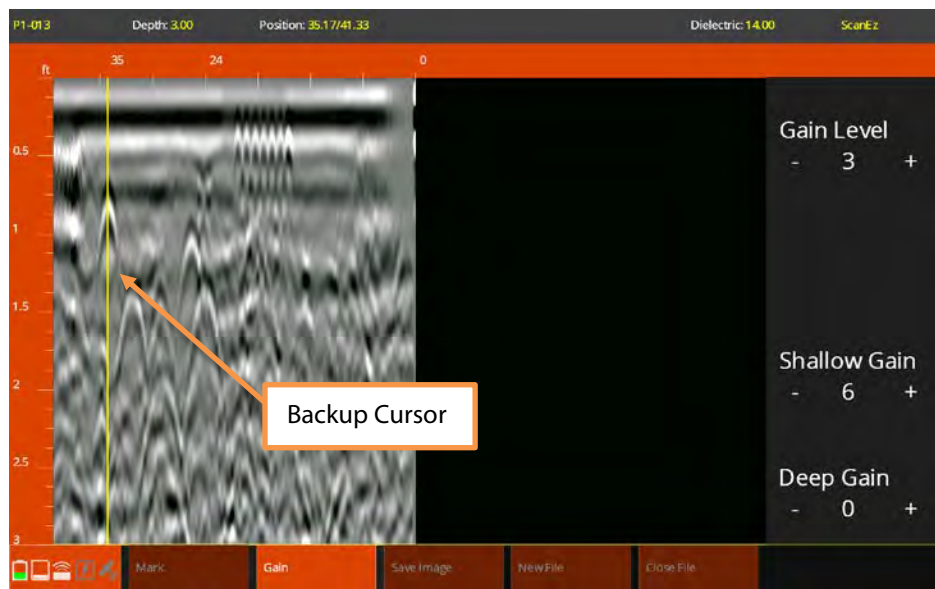 P1-013 Depth: 3.00 Position: 35.17/41.33 Dielectric: 14.00 ScanEz
ft 35 24 0
0.5
1
1.5
2
2.5
3
Gain Level
- 3 +
Shallow Gain
- 6 +
Deep Gain
- 0 +
Backup Cursor
Mark Gain Save Image New File Close File